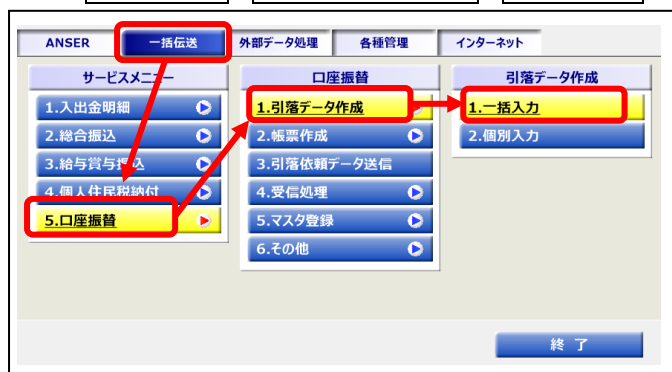 ANSER 一括伝送 外部データ処理 各種管理 インターネット
サービスメニュー 口座振替 引落データ作成
1.入出金明細 1.引落データ作成 1.一括入力
2.総合振込 2.帳票作成 2.個別入力
3.給与賞与振込 3.引落依頼データ送信
4.個人住民税納付 4.受信処理
5.口座振替 5.マスタ登録
6.その他
終 了